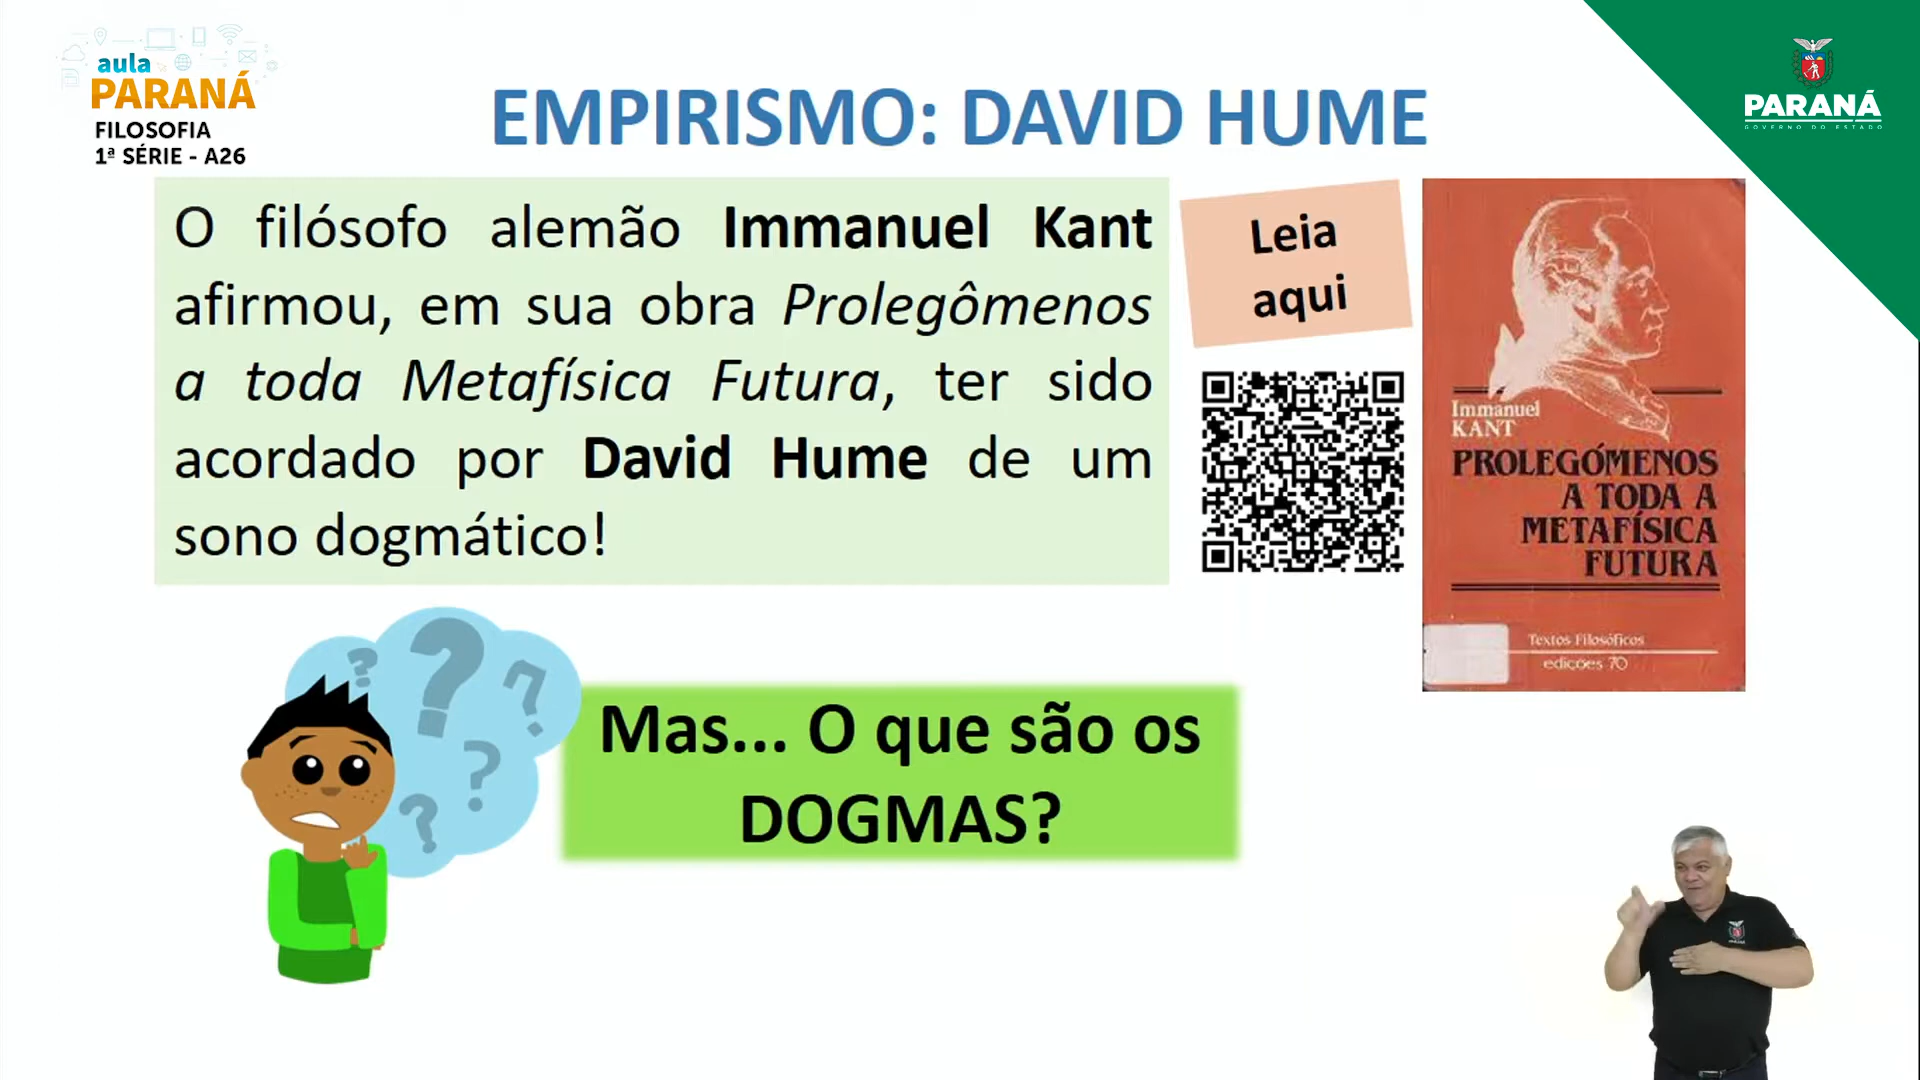 aula
PARANÁ
FILOSOFIA
1ª SÉRIE - A26
EMPIRISMO: DAVID HUME
PARANÁ
GOVERNO DO ESTADO
O filósofo alemão Immanuel Kant
afirmou, em sua obra Prolegômenos
a toda Metafísica Futura, ter sido
acordado por David Hume de um
sono dogmático!
Leia
aqui
Immanuel
KANT
PROLEGÓMENOS
A TODA A
METAFÍSICA
FUTURA
Textos Filosóficos
edições 70
? ? ? ? ?
Mas... O que são os
DOGMAS?